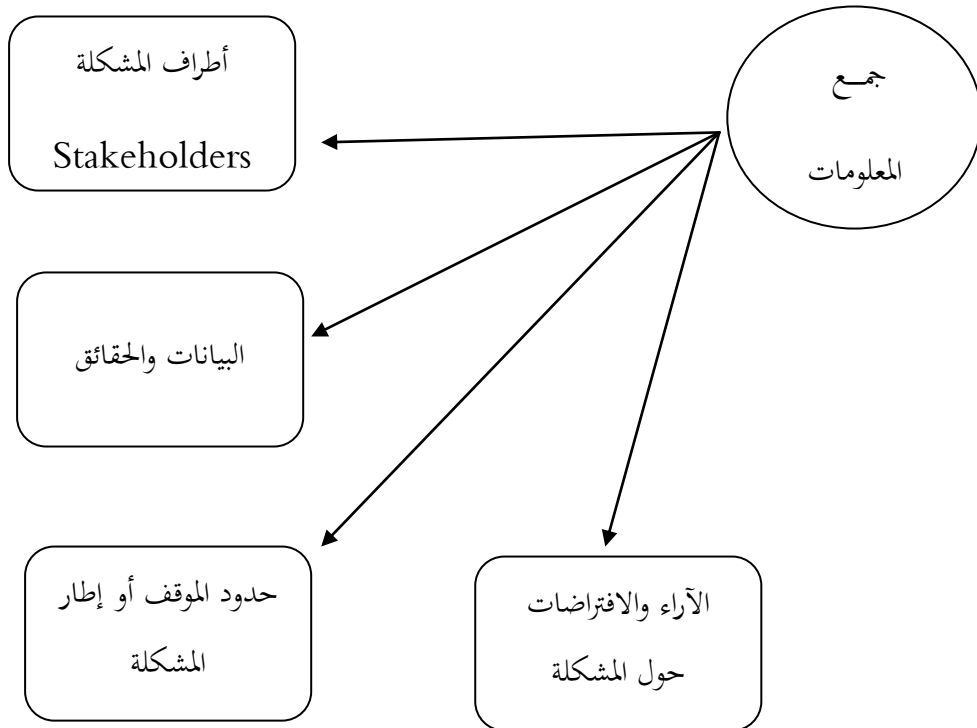 جمـع
المعلومات
أطراف المشكلة
Stakeholders
البيانات والحقائق
حدود الموقف أو إطار
المشكلة
الآراء والافتراضات
حول المشكلة